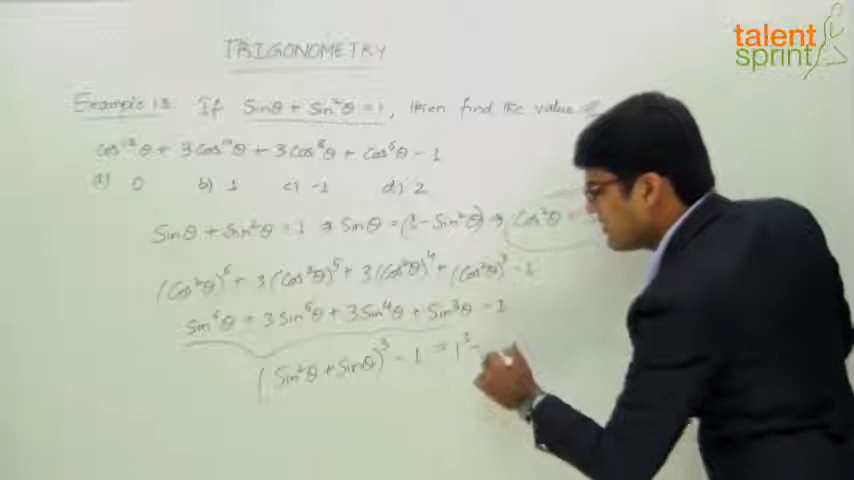 talent
sprint
TRIGONOMETRY
Example 13: If Sinθ + Sin²θ = 1, then find the value of
cos¹²θ + 3cos¹⁰θ + 3cos⁸θ + cos⁶θ - 1
a) 0 b) 1 c) -1 d) 2
Sinθ + Sin²θ = 1 ⇒ Sinθ = (1 - Sin²θ) ⇒ Cos²θ =
(Cos²θ)⁶ + 3(Cos²θ)⁵ + 3(Cos²θ)⁴ + (Cos²θ)³ - 1
Sin⁶θ + 3Sin⁵θ + 3Sin⁴θ + Sin³θ - 1
(Sin²θ + Sinθ)³ - 1 = 1³ -